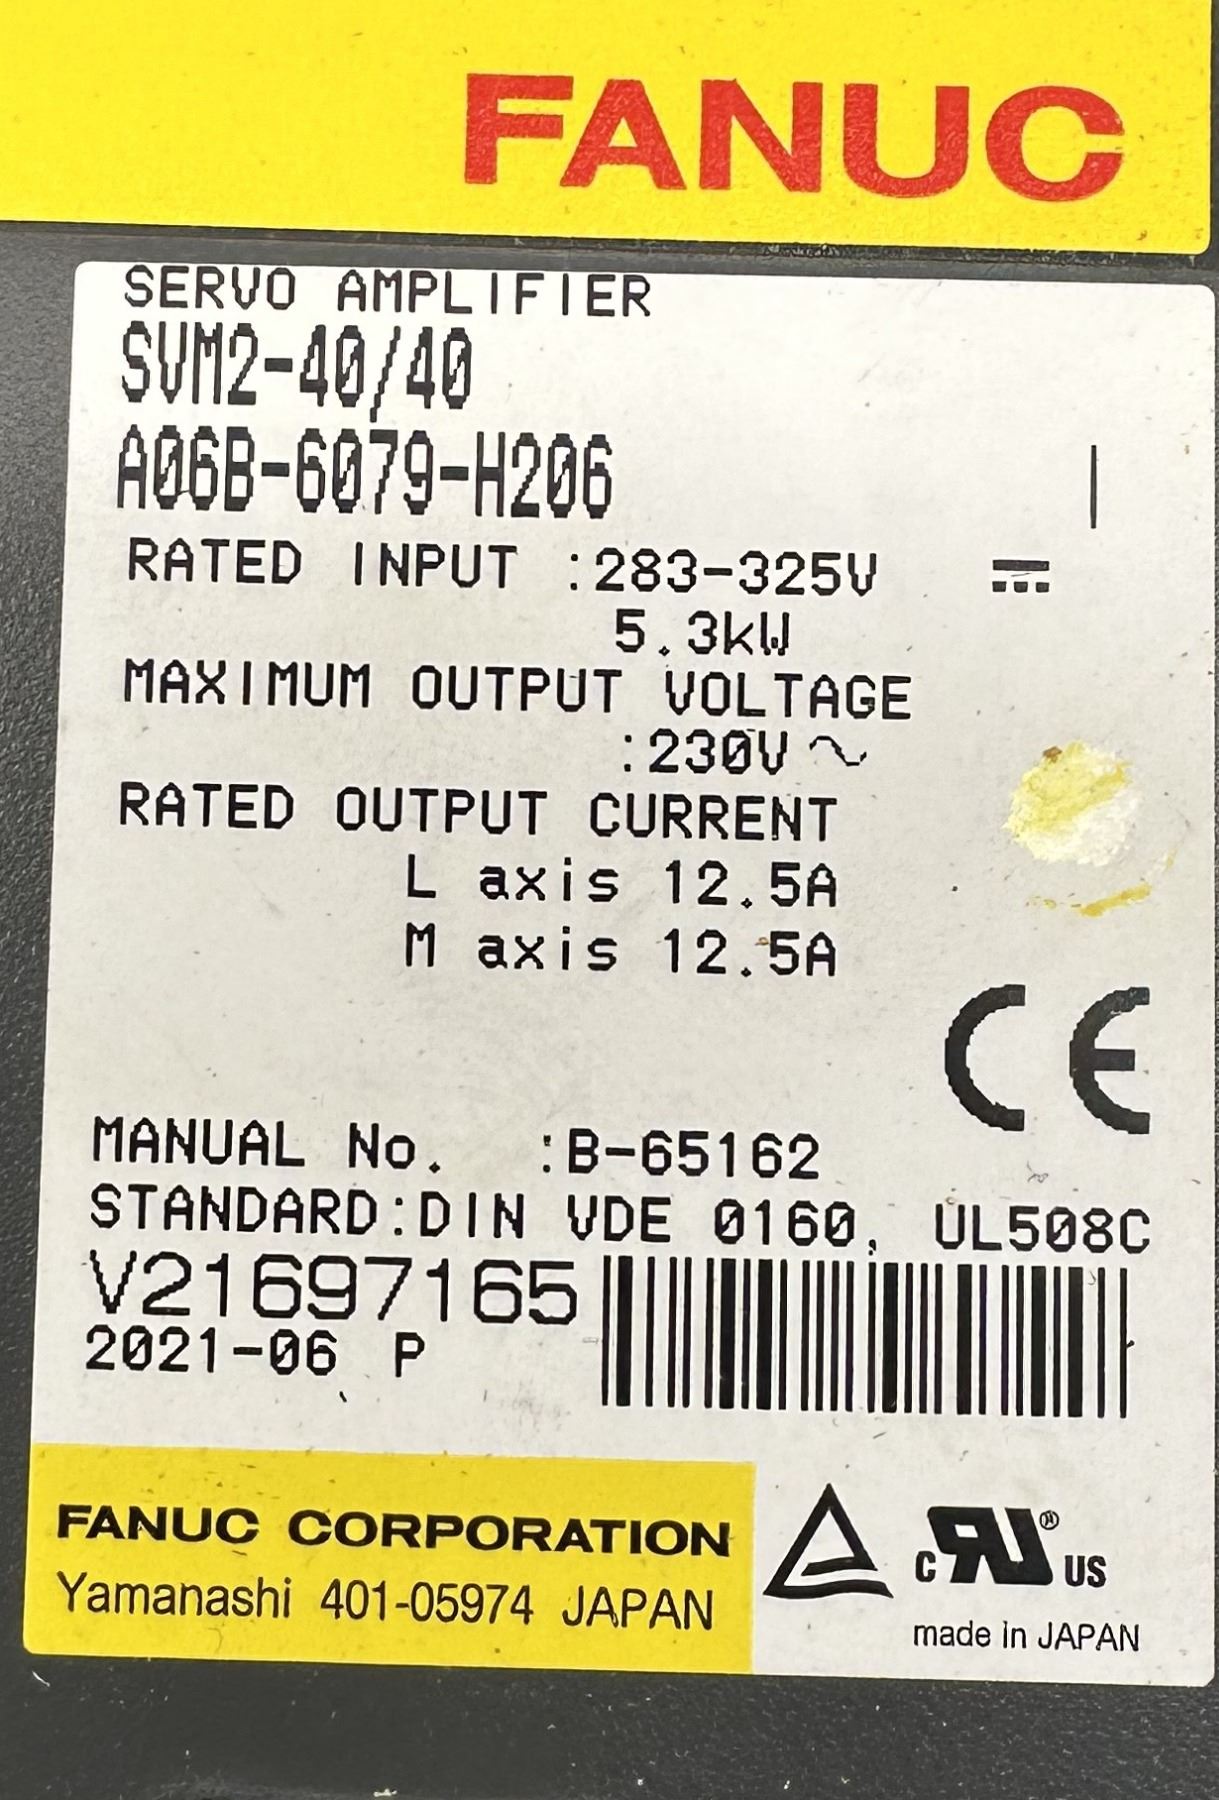 FANUC
SERVO AMPLIFIER
SVM2-40/40
A06B-6079-H206
RATED INPUT :283-325V ⎓
5.3kW
MAXIMUM OUTPUT VOLTAGE
:230V ~
RATED OUTPUT CURRENT
L axis 12.5A
M axis 12.5A
CE
MANUAL No. :B-65162
STANDARD:DIN VDE 0160, UL508C
V21697165
2021-06 P
FANUC CORPORATION
Yamanashi 401-05974 JAPAN
c RU ® US
made in JAPAN